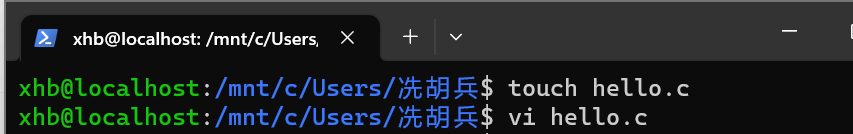 xhb@localhost: /mnt/c/Users,
xhb@localhost:/mnt/c/Users/冼胡兵$ touch hello.c
xhb@localhost:/mnt/c/Users/冼胡兵$ vi hello.c